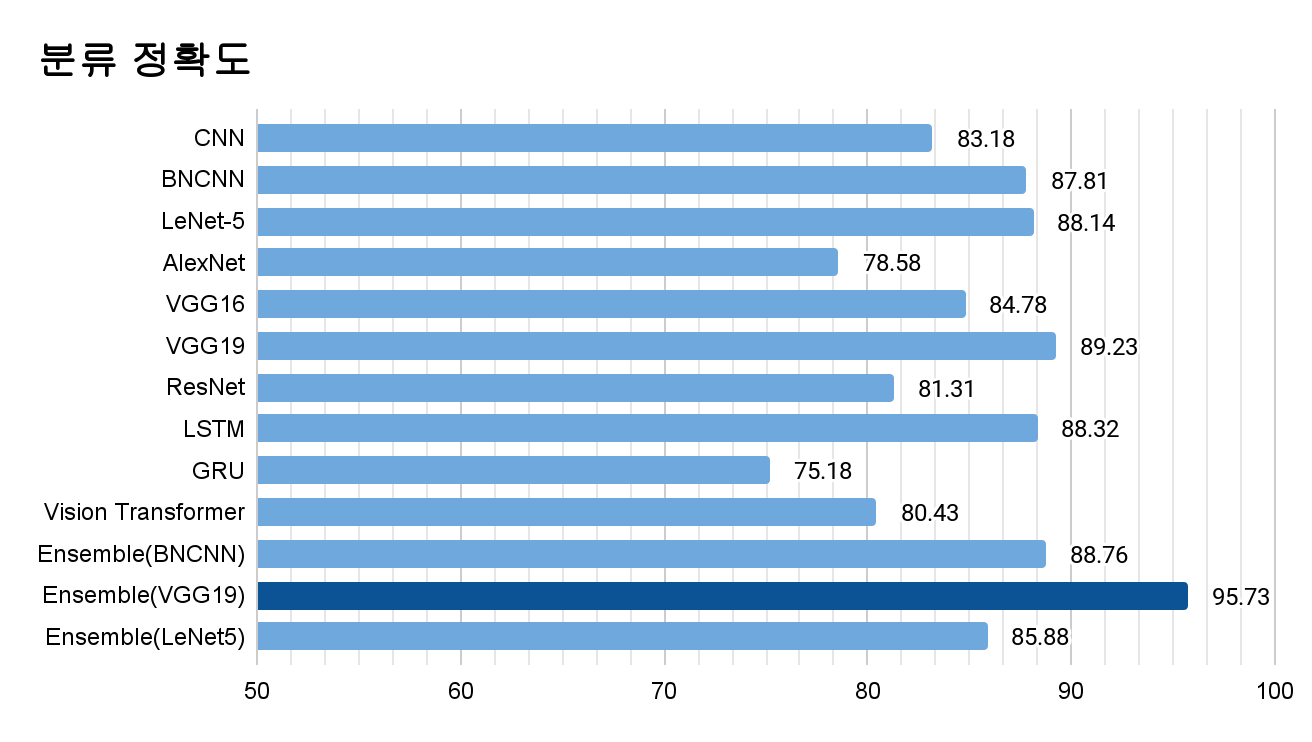 분류 정확도
CNN 83.18
BNCNN 87.81
LeNet-5 88.14
AlexNet 78.58
VGG16 84.78
VGG19 89.23
ResNet 81.31
LSTM 88.32
GRU 75.18
Vision Transformer 80.43
Ensemble(BNCNN) 88.76
Ensemble(VGG19) 95.73
Ensemble(LeNet5) 85.88
50 60 70 80 90 100